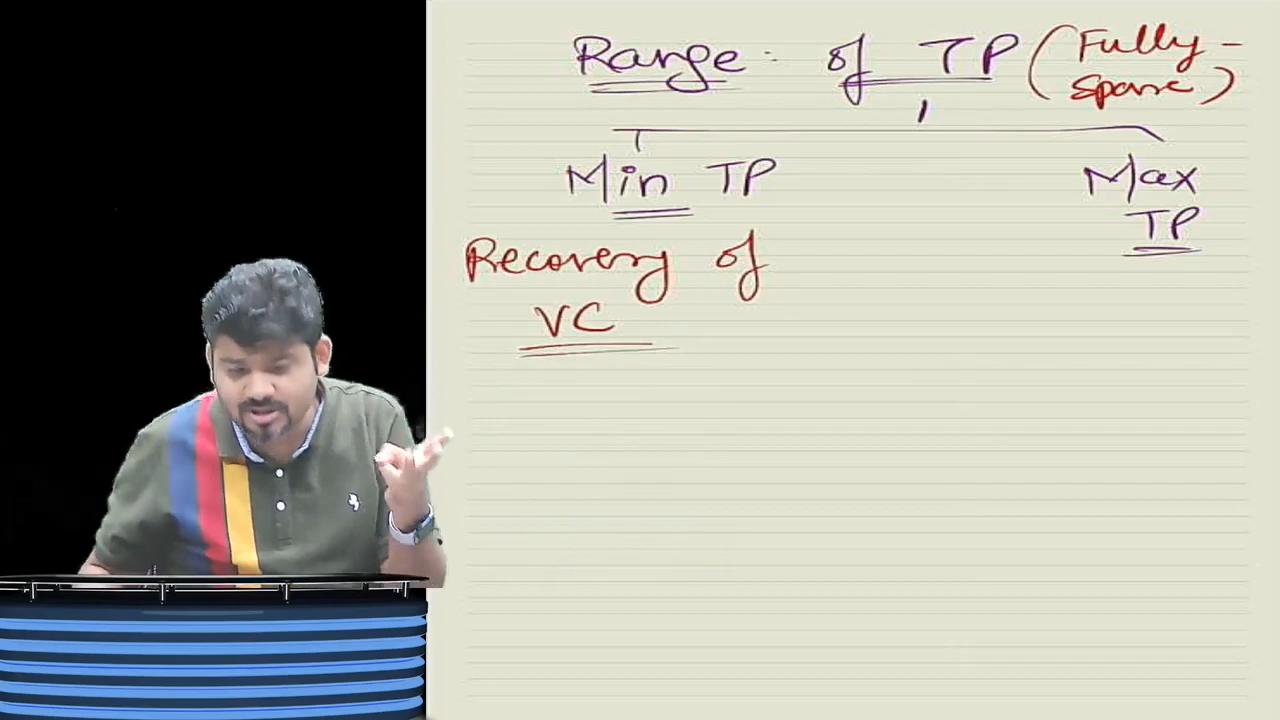 Range: of TP (Fully-
Spare)
Min TP
Max
TP
Recovery of
VC